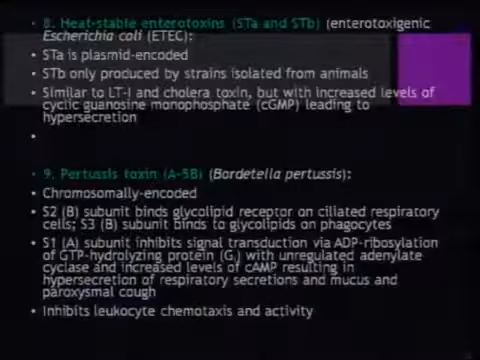 • 8. Heat-stable enterotoxins (STa and STb) (enterotoxigenic
Escherichia coli (ETEC):
• STa is plasmid-encoded
• STb only produced by strains isolated from animals
• Similar to LT-I and cholera toxin, but with increased levels of
cyclic guanosine monophosphate (cGMP) leading to
hypersecretion
•
• 9. Pertussis toxin (A-5B) (Bordetella pertussis):
• Chromosomally-encoded
• S2 (B) subunit binds glycolipid receptor on ciliated respiratory
cells; S3 (B) subunit binds to glycolipids on phagocytes
• S1 (A) subunit inhibits signal transduction via ADP-ribosylation
of GTP-hydrolyzing protein (Gi) with unregulated adenylate
cyclase and increased levels of cAMP resulting in
hypersecretion of respiratory secretions and mucus and
paroxysmal cough
• Inhibits leukocyte chemotaxis and activity